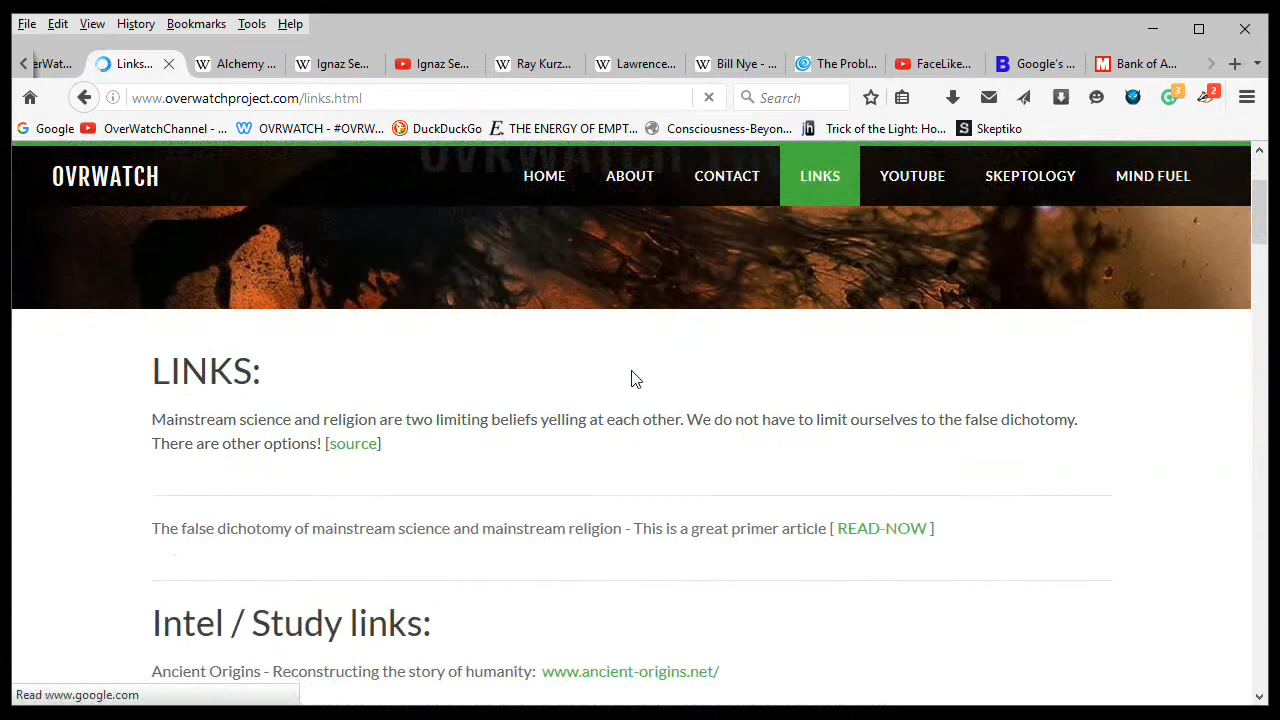 File Edit View History Bookmarks Tools Help
erWat... Links... Alchemy ... Ignaz Se... Ignaz Se... Ray Kurz... Lawrence... Bill Nye - ... The Probl... FaceLike... Google's ... Bank of A...
www.overwatchproject.com/links.html Search 3 2
Google OverWatchChannel - ... OVRWATCH - #OVRW... DuckDuckGo THE ENERGY OF EMPT... Consciousness-Beyon... Trick of the Light: Ho... Skeptiko
OVRWATCH HOME ABOUT CONTACT LINKS YOUTUBE SKEPTOLOGY MIND FUEL
LINKS:
Mainstream science and religion are two limiting beliefs yelling at each other. We do not have to limit ourselves to the false dichotomy.
There are other options! [source]
The false dichotomy of mainstream science and mainstream religion - This is a great primer article [ READ-NOW ]
Intel / Study links:
Ancient Origins - Reconstructing the story of humanity: www.ancient-origins.net/
Read www.google.com